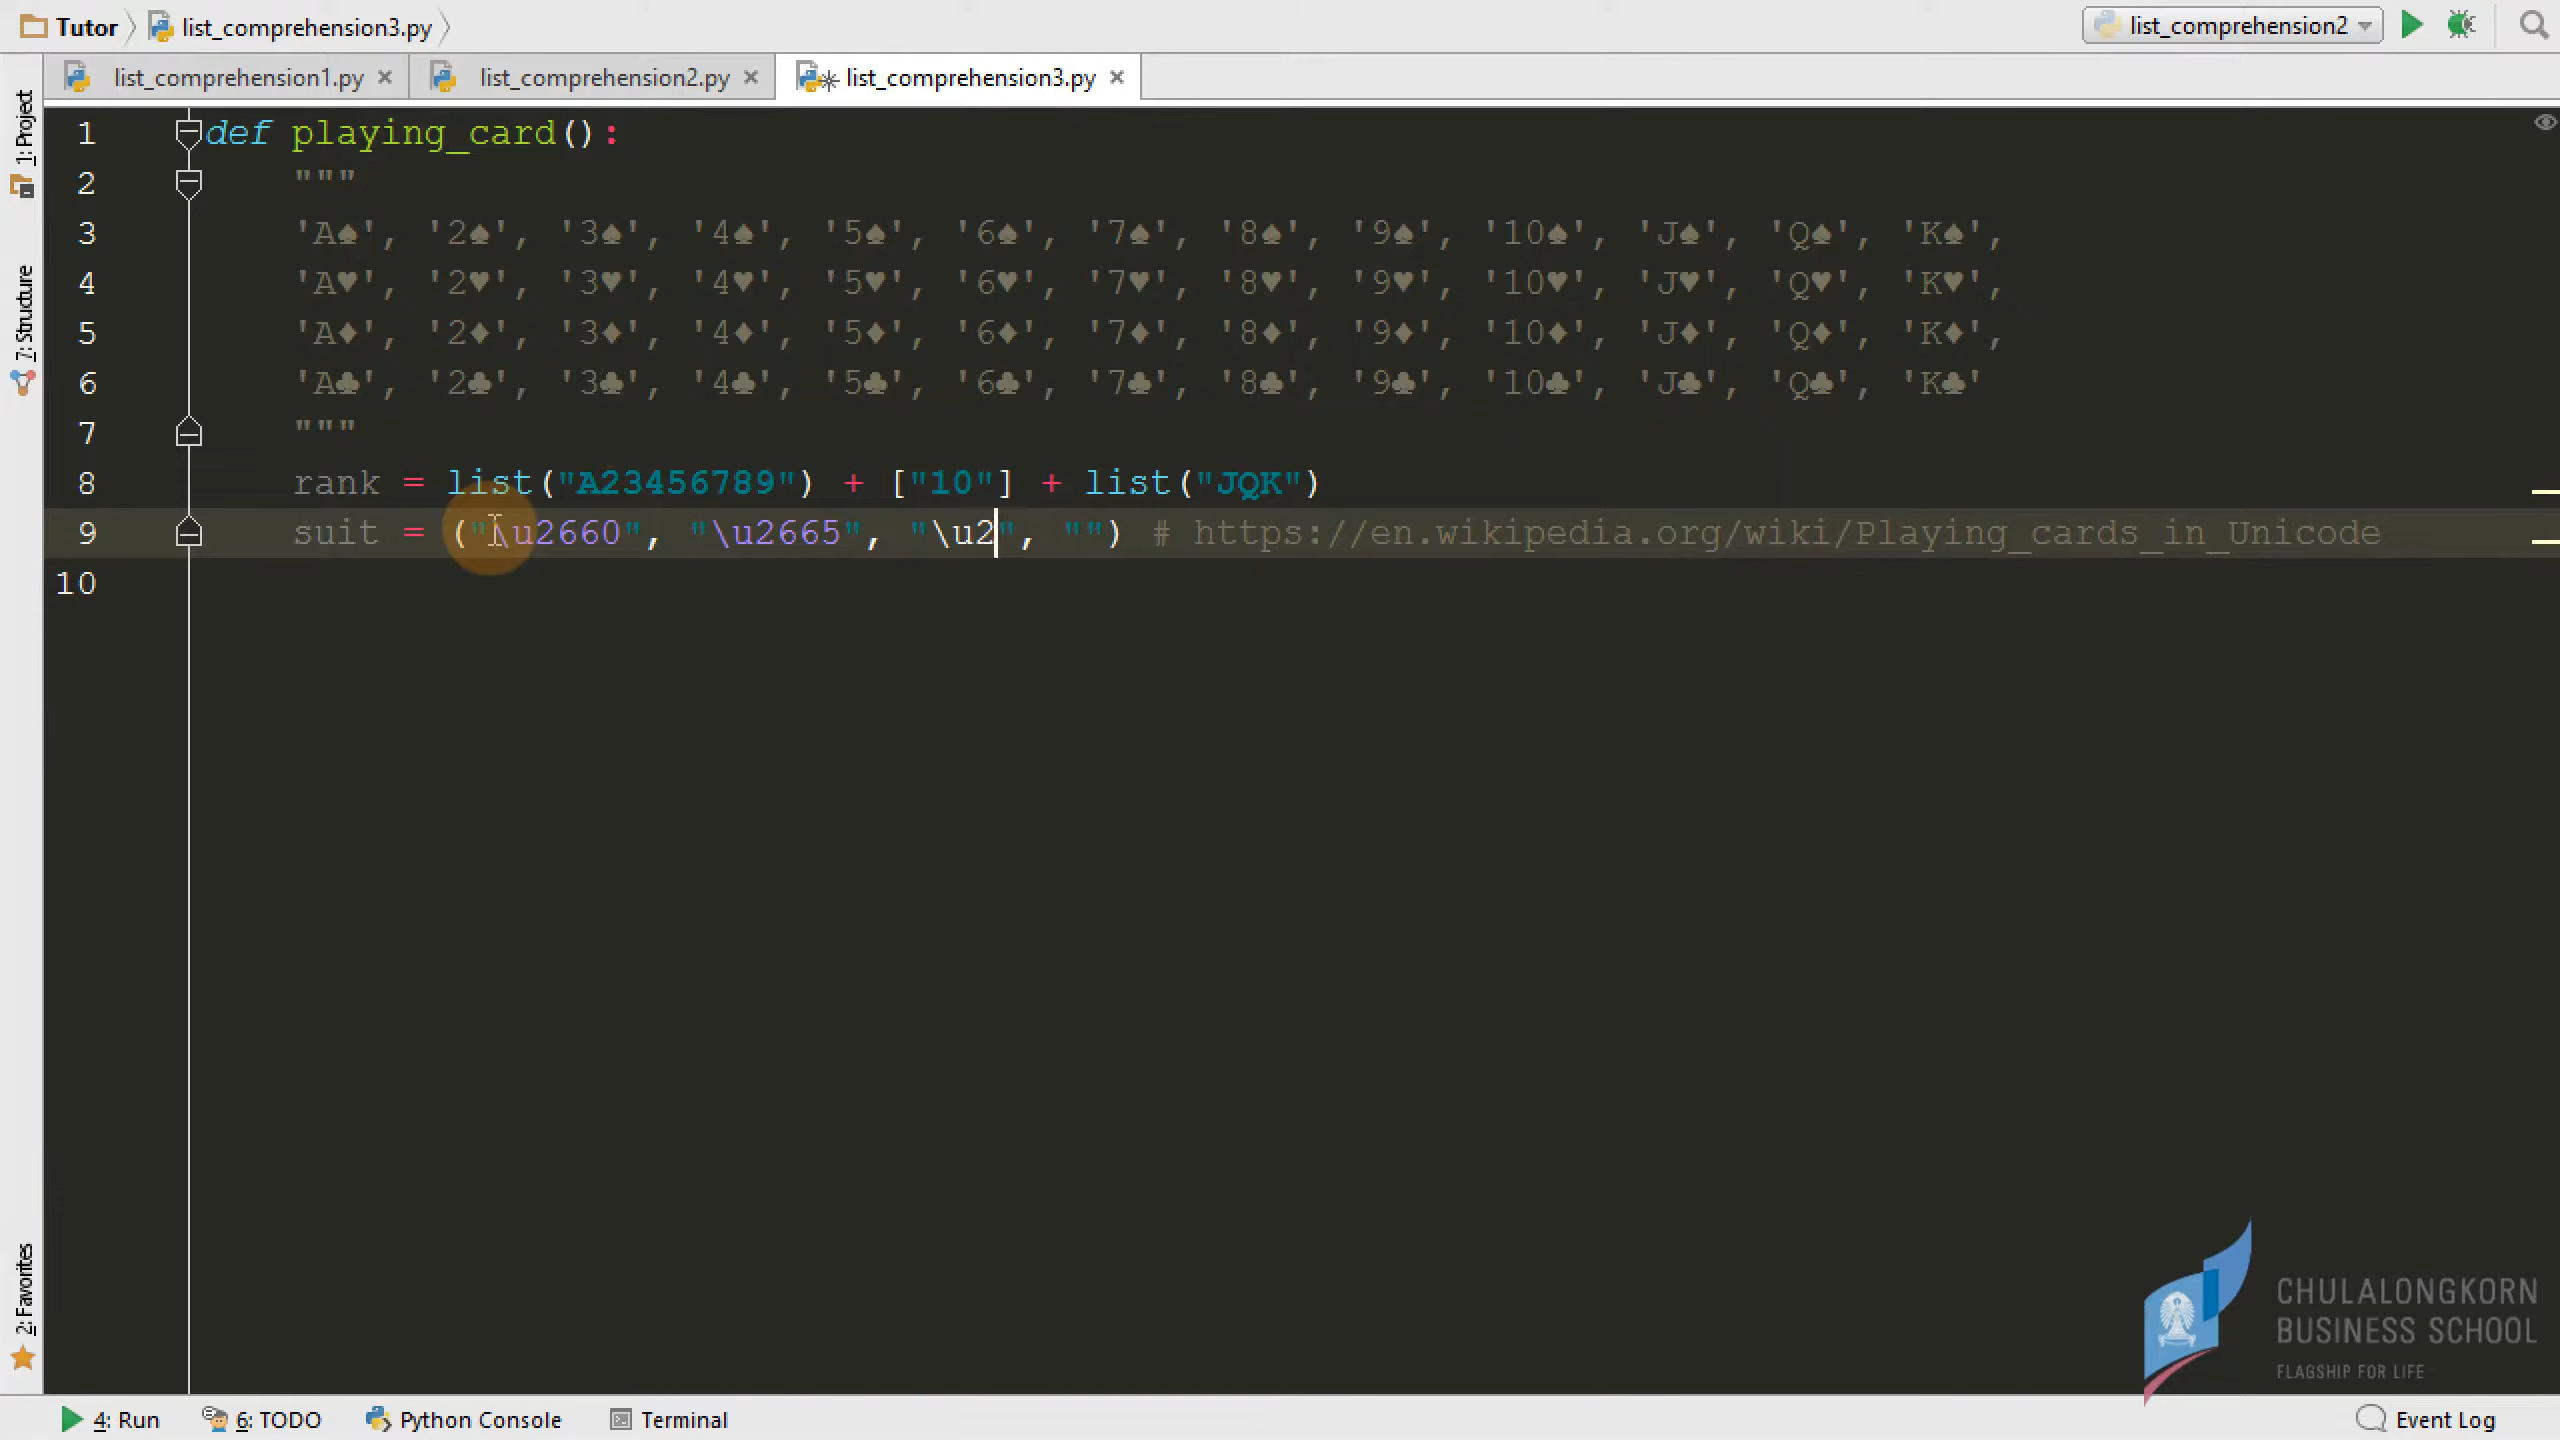 Tutor list_comprehension3.py list_comprehension2
list_comprehension1.py list_comprehension2.py list_comprehension3.py
1: Project
7: Structure
2: Favorites
1 def playing_card():
2 """
3 'A♠', '2♠', '3♠', '4♠', '5♠', '6♠', '7♠', '8♠', '9♠', '10♠', 'J♠', 'Q♠', 'K♠',
4 'A♥', '2♥', '3♥', '4♥', '5♥', '6♥', '7♥', '8♥', '9♥', '10♥', 'J♥', 'Q♥', 'K♥',
5 'A♦', '2♦', '3♦', '4♦', '5♦', '6♦', '7♦', '8♦', '9♦', '10♦', 'J♦', 'Q♦', 'K♦',
6 'A♣', '2♣', '3♣', '4♣', '5♣', '6♣', '7♣', '8♣', '9♣', '10♣', 'J♣', 'Q♣', 'K♣'
7 """
8 rank = list("A23456789") + ["10"] + list("JQK")
9 suit = ("\u2660", "\u2665", "\u2", "") # https://en.wikipedia.org/wiki/Playing_cards_in_Unicode
10
CHULALONGKORN
BUSINESS SCHOOL
FLAGSHIP FOR LIFE
4: Run 6: TODO Python Console Terminal Event Log